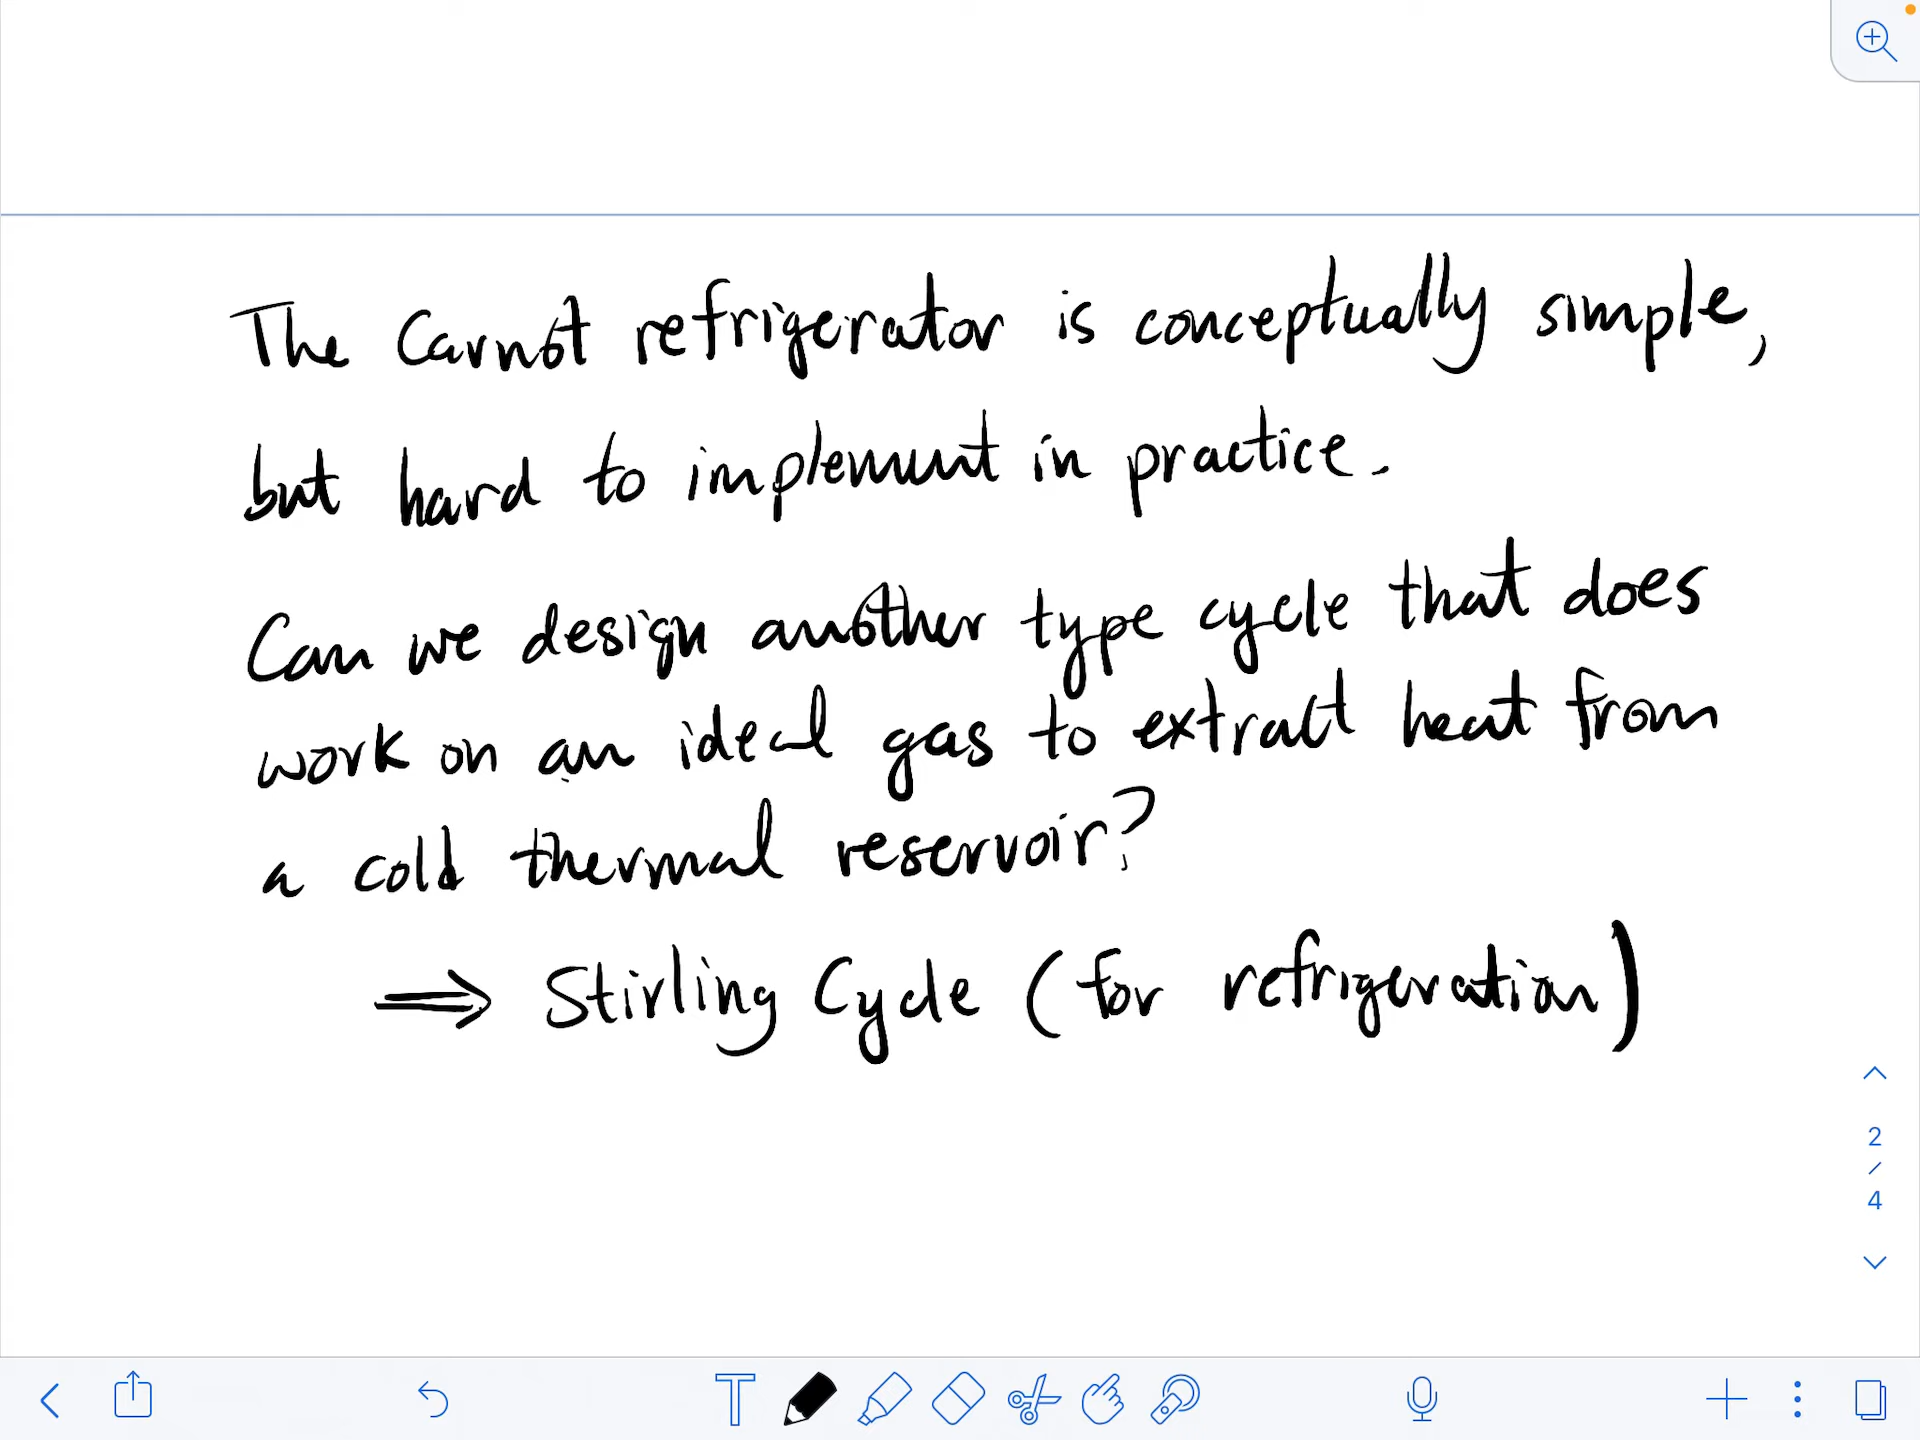 The Carnot refrigerator is conceptually simple,
but hard to implement in practice.
Can we design another type cycle that does
work on an ideal gas to extract heat from
a cold thermal reservoir?
⇒ Stirling Cycle (for refrigeration)
2
/
4
T